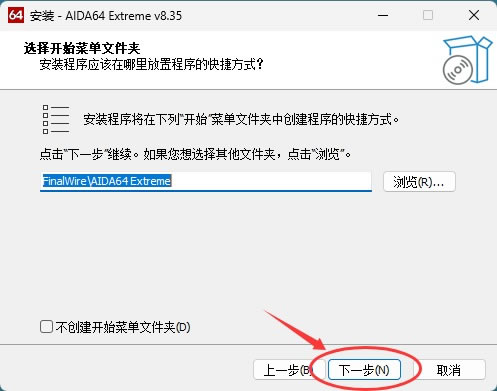 64 安装 - AIDA64 Extreme v8.35
选择开始菜单文件夹
安装程序应该在哪里放置程序的快捷方式?
安装程序将在下列“开始”菜单文件夹中创建程序的快捷方式。
点击“下一步”继续。如果您想选择其他文件夹，点击“浏览”。
FinalWire\AIDA64 Extreme
浏览(R)...
不创建开始菜单文件夹(D)
上一步(B) 下一步(N) 取消